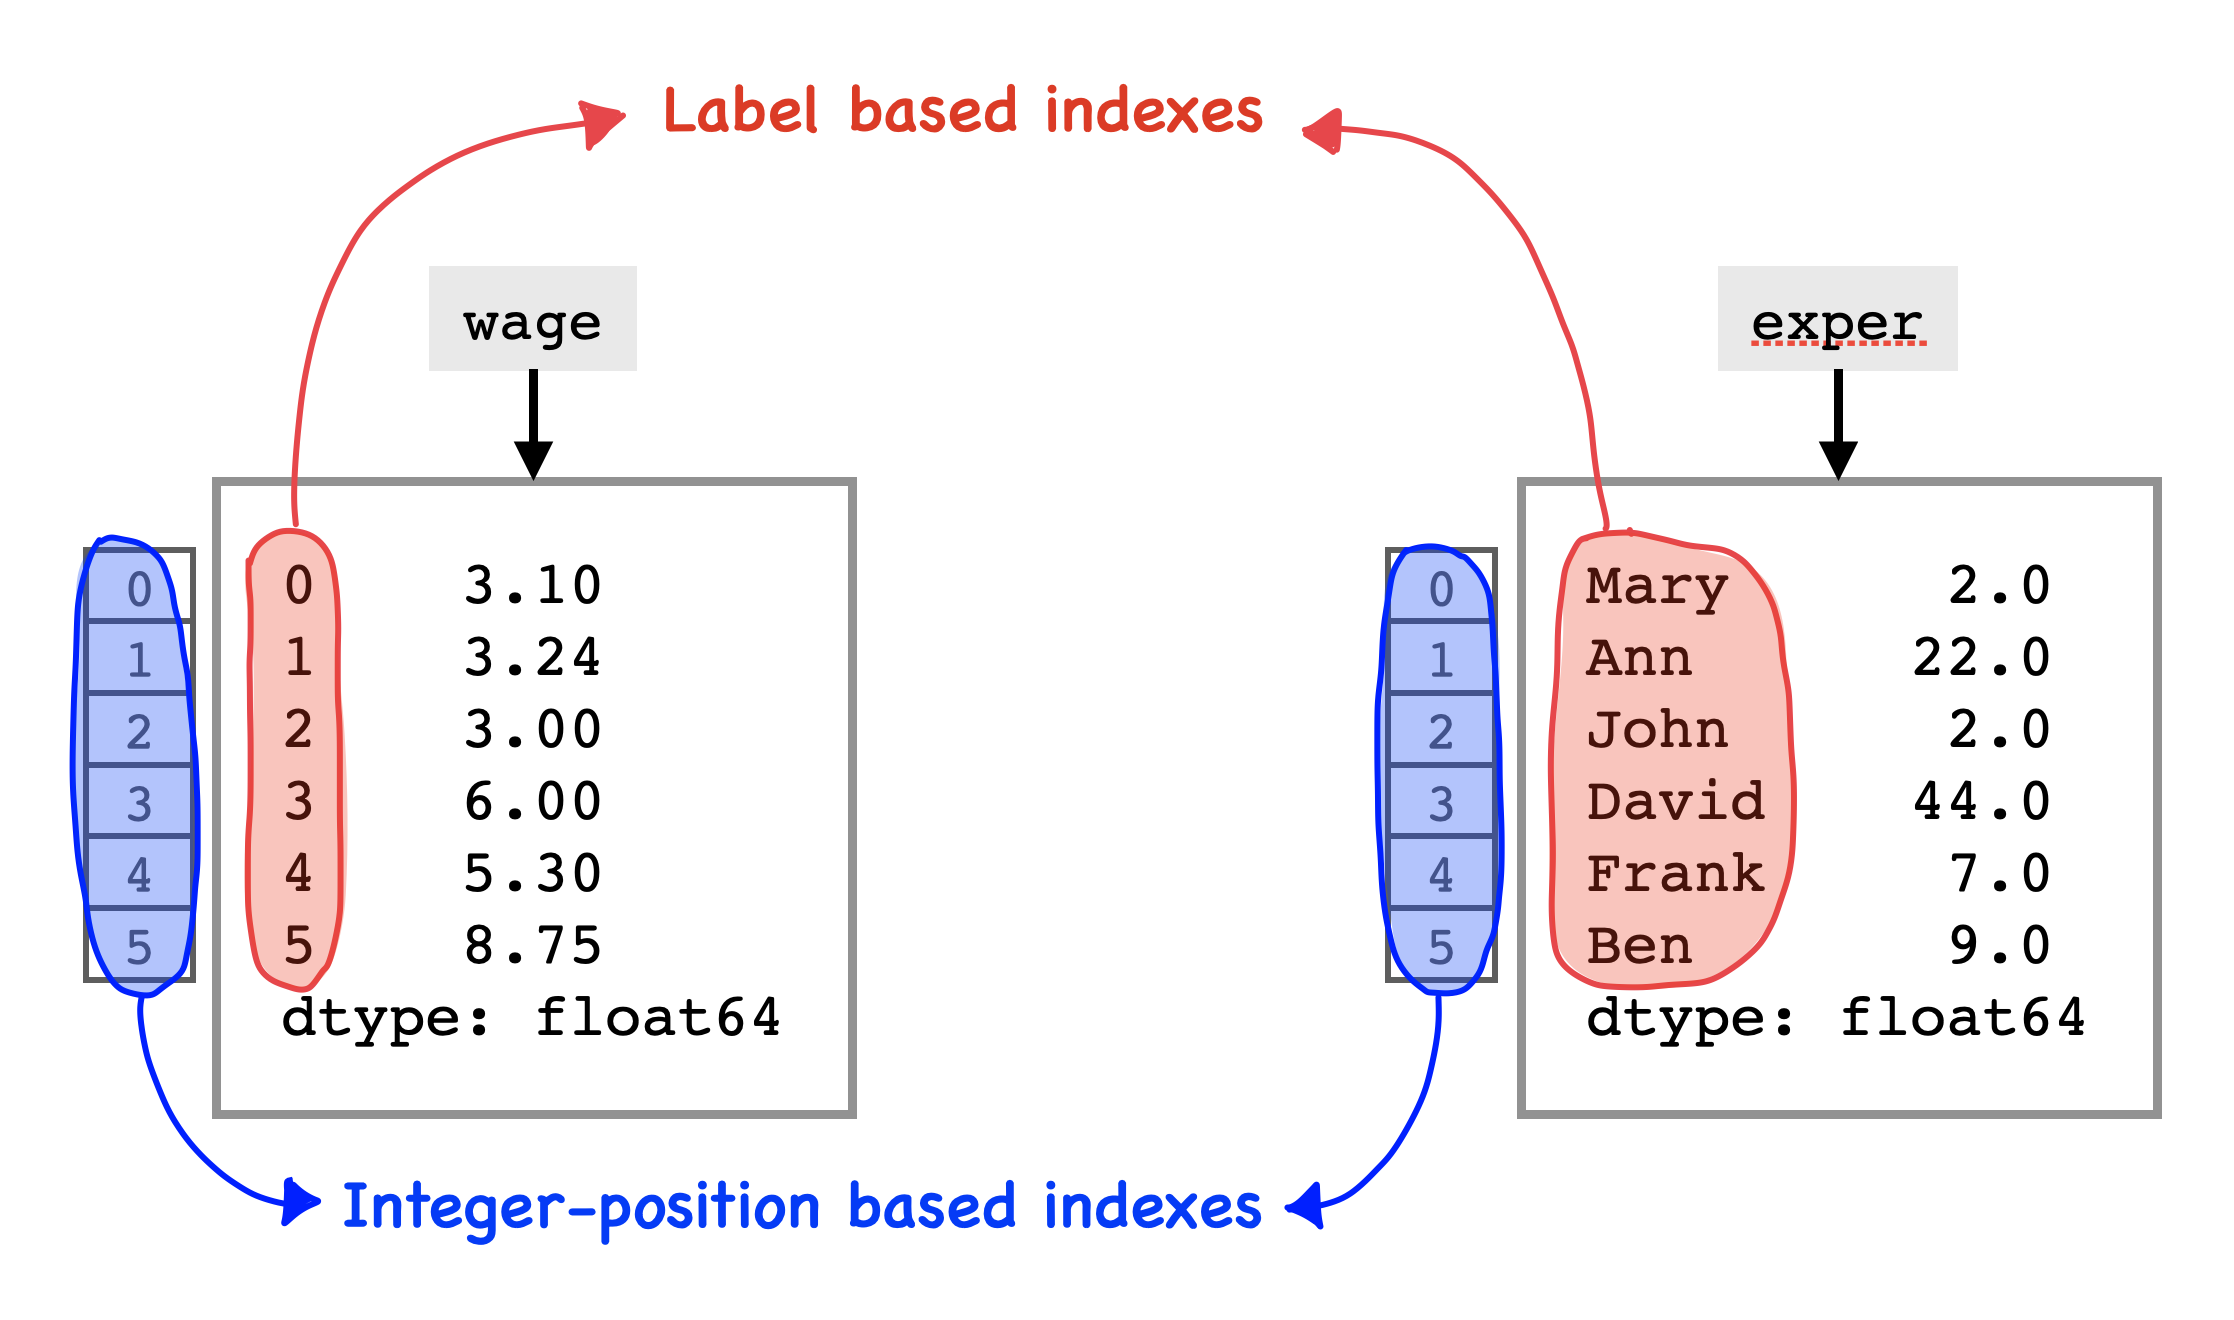 Label based indexes
wage
exper
0
1
2
3
4
5
0 3.10
1 3.24
2 3.00
3 6.00
4 5.30
5 8.75
dtype: float64
0
1
2
3
4
5
Mary 2.0
Ann 22.0
John 2.0
David 44.0
Frank 7.0
Ben 9.0
dtype: float64
Integer-position based indexes